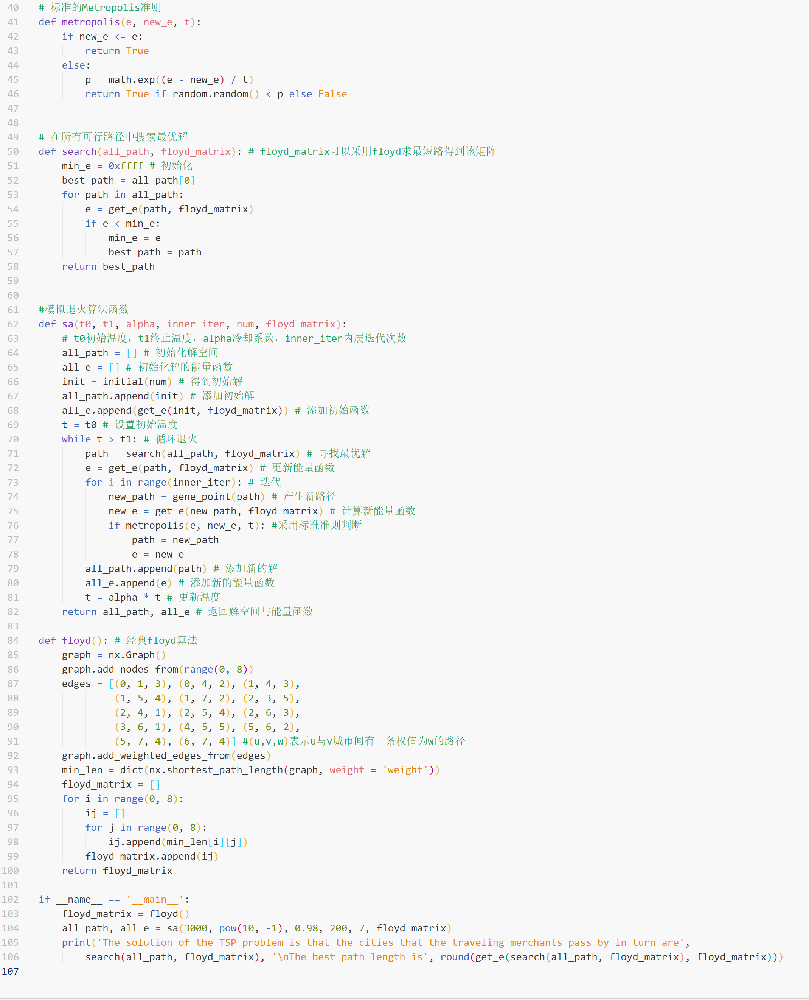 40 # 标准的Metropolis准则
41 def metropolis(e, new_e, t):
42     if new_e <= e:
43         return True
44     else:
45         p = math.exp((e - new_e) / t)
46         return True if random.random() < p else False
47
48
49 # 在所有可行路径中搜索最优解
50 def search(all_path, floyd_matrix): # floyd_matrix可以采用floyd求最短路得到该矩阵
51     min_e = 0xffff # 初始化
52     best_path = all_path[0]
53     for path in all_path:
54         e = get_e(path, floyd_matrix)
55         if e < min_e:
56             min_e = e
57             best_path = path
58     return best_path
59
60
61 #模拟退火算法函数
62 def sa(t0, t1, alpha, inner_iter, num, floyd_matrix):
63     # t0初始温度，t1终止温度，alpha冷却系数，inner_iter内层迭代次数
64     all_path = [] # 初始化解空间
65     all_e = [] # 初始化解的能量函数
66     init = initial(num) # 得到初始解
67     all_path.append(init) # 添加初始解
68     all_e.append(get_e(init, floyd_matrix)) # 添加初始函数
69     t = t0 # 设置初始温度
70     while t > t1: # 循环退火
71         path = search(all_path, floyd_matrix) # 寻找最优解
72         e = get_e(path, floyd_matrix) # 更新能量函数
73         for i in range(inner_iter): # 迭代
74             new_path = gene_point(path) # 产生新路径
75             new_e = get_e(new_path, floyd_matrix) # 计算新能量函数
76             if metropolis(e, new_e, t): #采用标准准则判断
77                 path = new_path
78                 e = new_e
79         all_path.append(path) # 添加新的解
80         all_e.append(e) # 添加新的能量函数
81         t = alpha * t # 更新温度
82     return all_path, all_e # 返回解空间与能量函数
83
84 def floyd(): # 经典floyd算法
85     graph = nx.Graph()
86     graph.add_nodes_from(range(0, 8))
87     edges = [(0, 1, 3), (0, 4, 2), (1, 4, 3),
88              (1, 5, 4), (1, 7, 2), (2, 3, 5),
89              (2, 4, 1), (2, 5, 4), (2, 6, 3),
90              (3, 6, 1), (4, 5, 5), (5, 6, 2),
91              (5, 7, 4), (6, 7, 4)] #(u,v,w)表示u与v城市间有一条权值为w的路径
92     graph.add_weighted_edges_from(edges)
93     min_len = dict(nx.shortest_path_length(graph, weight = 'weight'))
94     floyd_matrix = []
95     for i in range(0, 8):
96         ij = []
97         for j in range(0, 8):
98             ij.append(min_len[i][j])
99         floyd_matrix.append(ij)
100     return floyd_matrix
101
102 if __name__ == '__main__':
103     floyd_matrix = floyd()
104     all_path, all_e = sa(3000, pow(10, -1), 0.98, 200, 7, floyd_matrix)
105     print('The solution of the TSP problem is that the cities that the traveling merchants pass by in turn are',
106         search(all_path, floyd_matrix), '\nThe best path length is', round(get_e(search(all_path, floyd_matrix), floyd_matrix)))
107